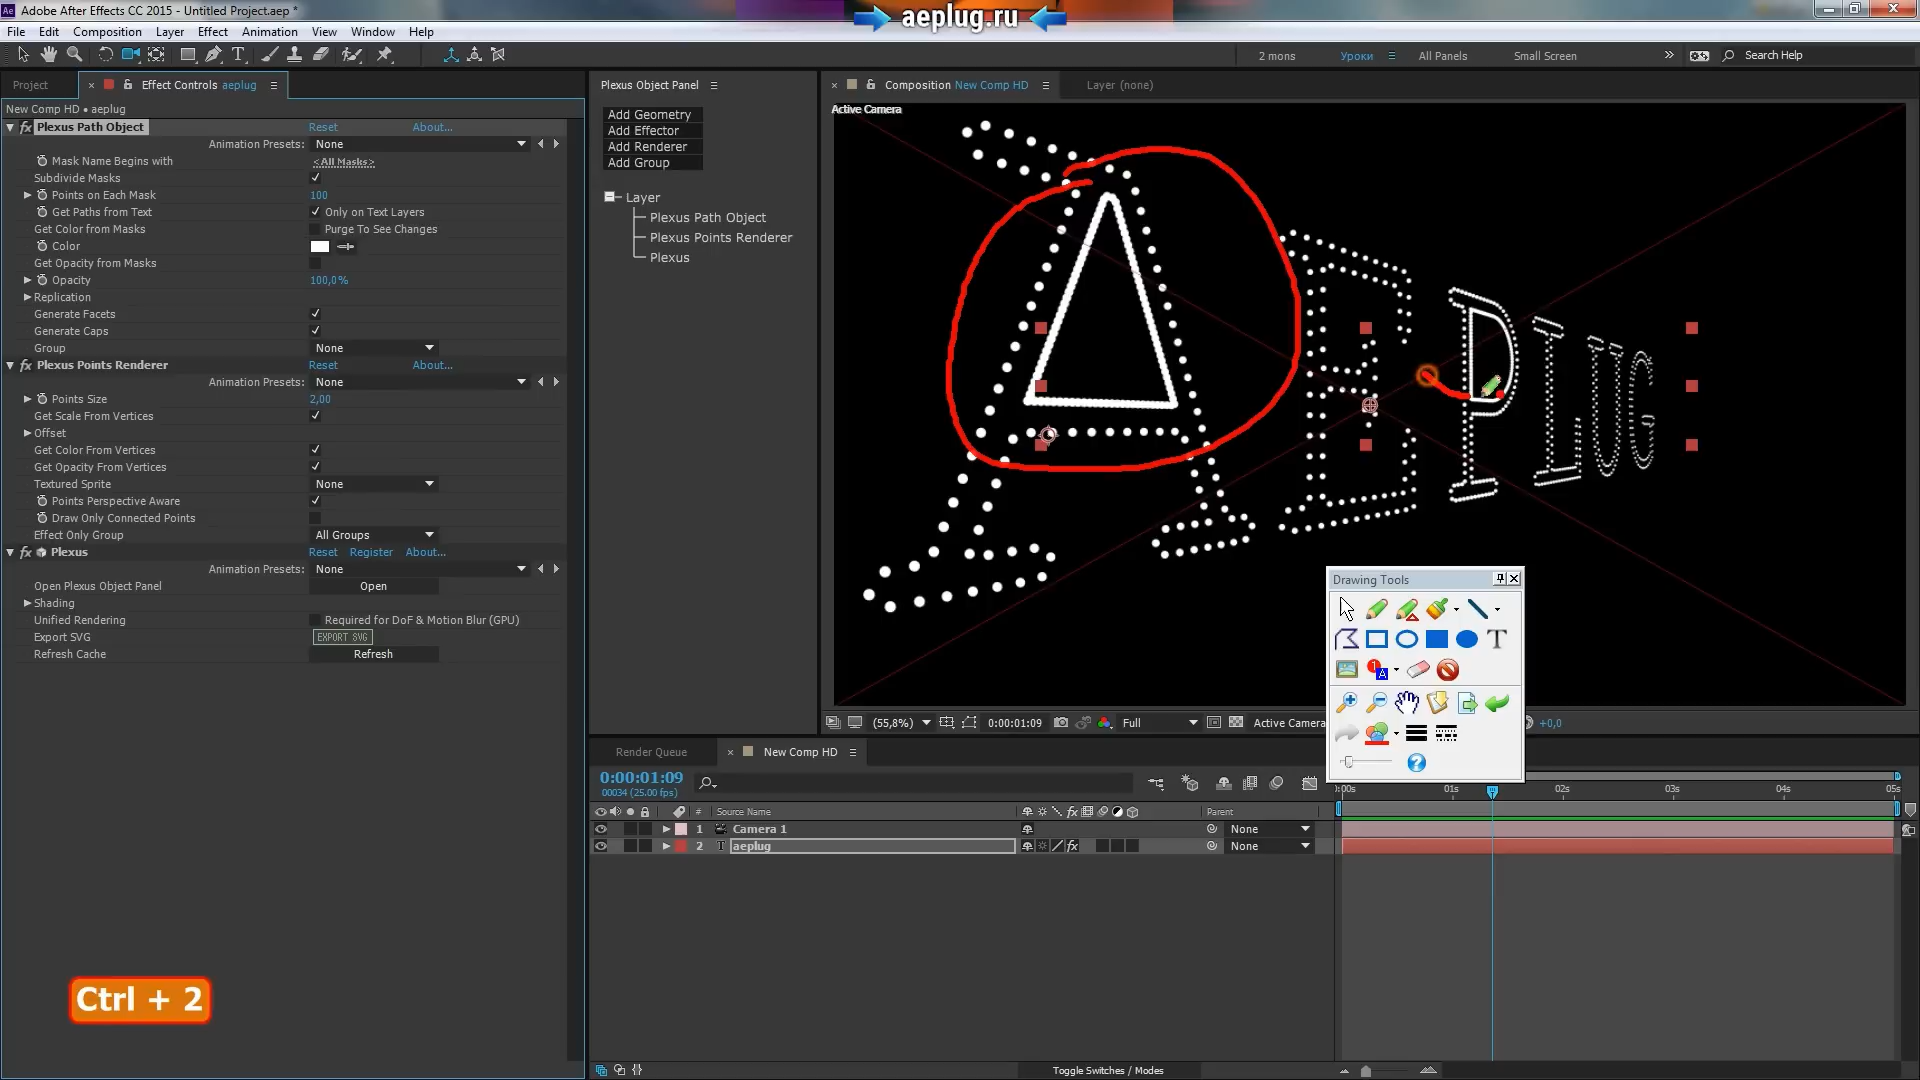 Adobe After Effects CC 2015 - Untitled Project.aep *
aeplug.ru
File Edit Composition Layer Effect Animation View Window Help
2 mons Уроки All Panels Small Screen Search Help
Project Effect Controls aeplug
New Comp HD • aeplug
Plexus Path Object Reset About...
Animation Presets: None
Mask Name Begins with <All Masks>
Subdivide Masks
Points on Each Mask 100
Get Paths from Text Only on Text Layers
Get Color from Masks Purge To See Changes
Color
Get Opacity from Masks
Opacity 100,0%
Replication
Generate Facets
Generate Caps
Group None
Plexus Points Renderer Reset About...
Animation Presets: None
Points Size 2,00
Get Scale From Vertices
Offset
Get Color From Vertices
Get Opacity From Vertices
Textured Sprite None
Points Perspective Aware
Draw Only Connected Points
Effect Only Group All Groups
Plexus Reset Register About...
Animation Presets: None
Open Plexus Object Panel Open
Shading
Unified Rendering Required for DoF & Motion Blur (GPU)
Export SVG EXPORT SVG
Refresh Cache Refresh
Ctrl + 2
Plexus Object Panel
Add Geometry
Add Effector
Add Renderer
Add Group
Layer
Plexus Path Object
Plexus Points Renderer
Plexus
Composition New Comp HD Layer (none)
Active Camera
AEPLUG
Drawing Tools
(55,8%) 0:00:01:09 Full Active Camera +0,0
Render Queue New Comp HD
0:00:01:09
00034 (25.00 fps)
:00s 01s 02s 03s 04s 05s
# Source Name Parent
1 Camera 1 None
2 T aeplug None
Toggle Switches / Modes